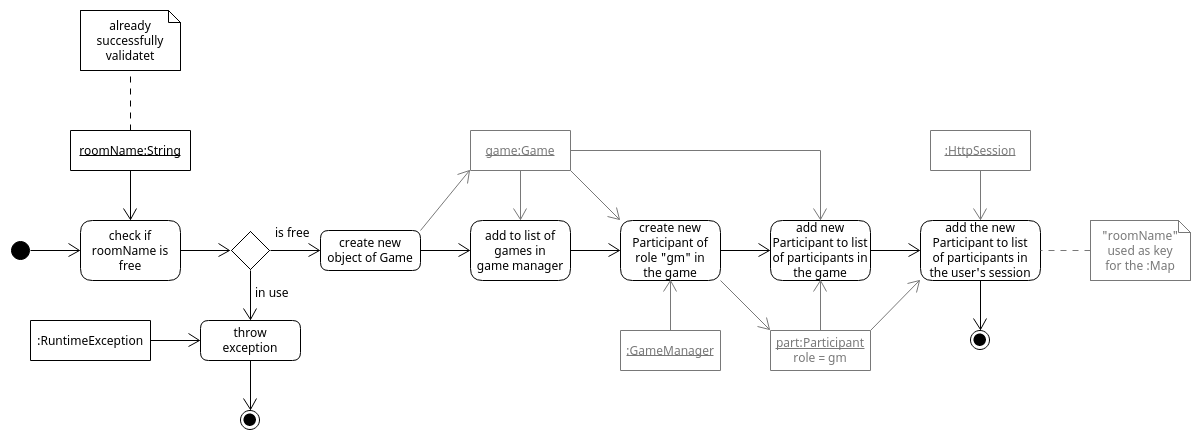 already
successfully
validatet
roomName:String
game:Game
:HttpSession
check if
roomName is
free
is free
create new
object of Game
add to list of
games in
game manager
create new
Participant of
role "gm" in
the game
add new
Participant to list
of participants in
the game
add the new
Participant to list
of participants in
the user's session
"roomName"
used as key
for the :Map
in use
:RuntimeException
throw
exception
:GameManager
part:Participant
role = gm